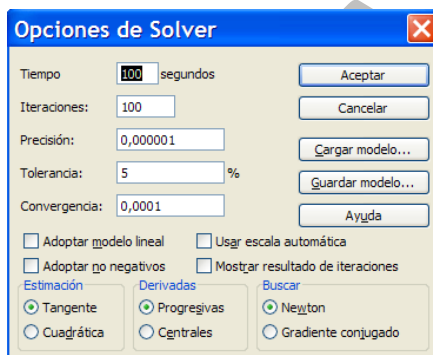 Opciones de Solver
Tiempo 100 segundos Aceptar
Iteraciones: 100 Cancelar
Precisión: 0,000001 Cargar modelo...
Tolerancia: 5 % Guardar modelo...
Convergencia: 0,0001 Ayuda
Adoptar modelo lineal Usar escala automática
Adoptar no negativos Mostrar resultado de iteraciones
Estimación Derivadas Buscar
Tangente Progresivas Newton
Cuadrática Centrales Gradiente conjugado